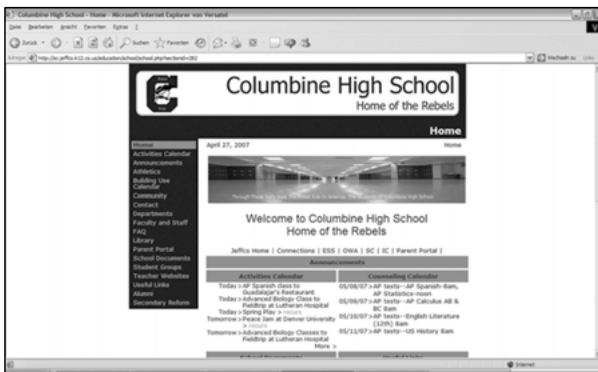 Columbine High School - Home - Microsoft Internet Explorer von Versatel
Datei Bearbeiten Ansicht Favoriten Extras ?
Zurück Suchen Favoriten
Columbine High School
Home of the Rebels
Home
Home
Activities Calendar
Announcements
Athletics
Building Use
Calendar
Community
Contact
Departments
Faculty and Staff
FAQ
Library
Parent Portal
School Documents
Student Groups
Teacher Websites
Useful Links
Alumni
Secondary Reform
April 27, 2007 Home
Welcome to Columbine High School
Home of the Rebels
Jeffco Home | Connections | ESS | OWA | SC | IC | Parent Portal |
Announcements
Activities Calendar
Today > AP Spanish class to
Guadalajar's Restaurant
Today > Advanced Biology Class to
Fieldtrip at Lutheran Hospital
Today > Spring Play > recurs
Tomorrow > Peace Jam at Denver University
> recurs
Tomorrow > Advanced Biology Classes to
Fieldtrip at Lutheran Hospital
More >
Counseling Calendar
05/08/07 > AP tests--AP Spanish-8am,
AP Statistics-noon
05/09/07 > AP tests--AP Calculus AB &
BC 8am
05/10/07 > AP tests--English Literature
(12th) 8am
05/11/07 > AP tests--US History 8am
School Documents
Useful Links
Internet